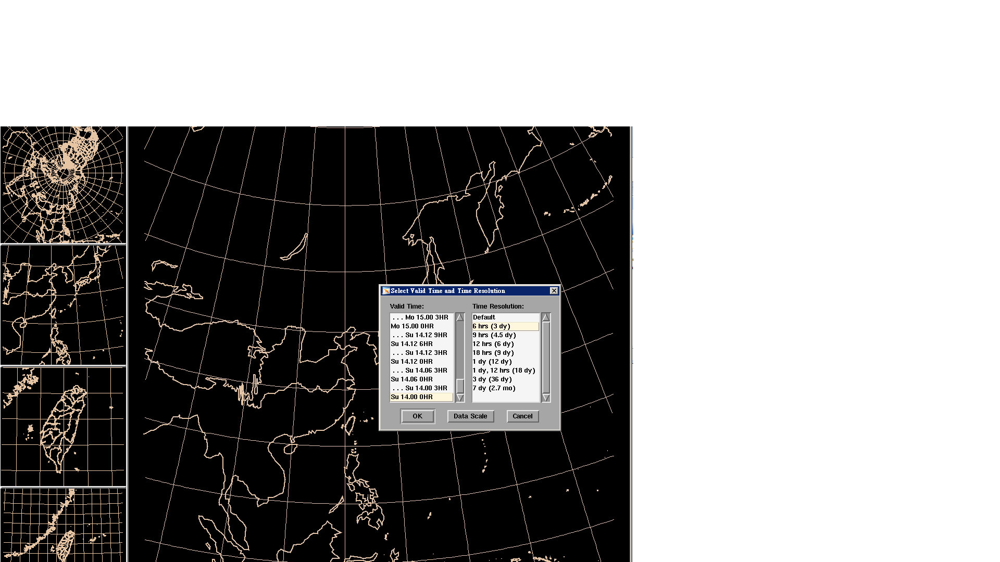 Select Valid Time and Time Resolution
Valid Time:
. . . Mo 15.00 3HR
Mo 15.00 0HR
. . . Su 14.12 9HR
Su 14.12 6HR
. . . Su 14.12 3HR
Su 14.12 0HR
. . . Su 14.06 3HR
Su 14.06 0HR
. . . Su 14.00 3HR
Su 14.00 0HR
Time Resolution:
Default
6 hrs (3 dy)
9 hrs (4.5 dy)
12 hrs (6 dy)
18 hrs (9 dy)
1 dy (12 dy)
1 dy, 12 hrs (18 dy)
3 dy (36 dy)
7 dy (2.7 mo)
OK
Data Scale
Cancel